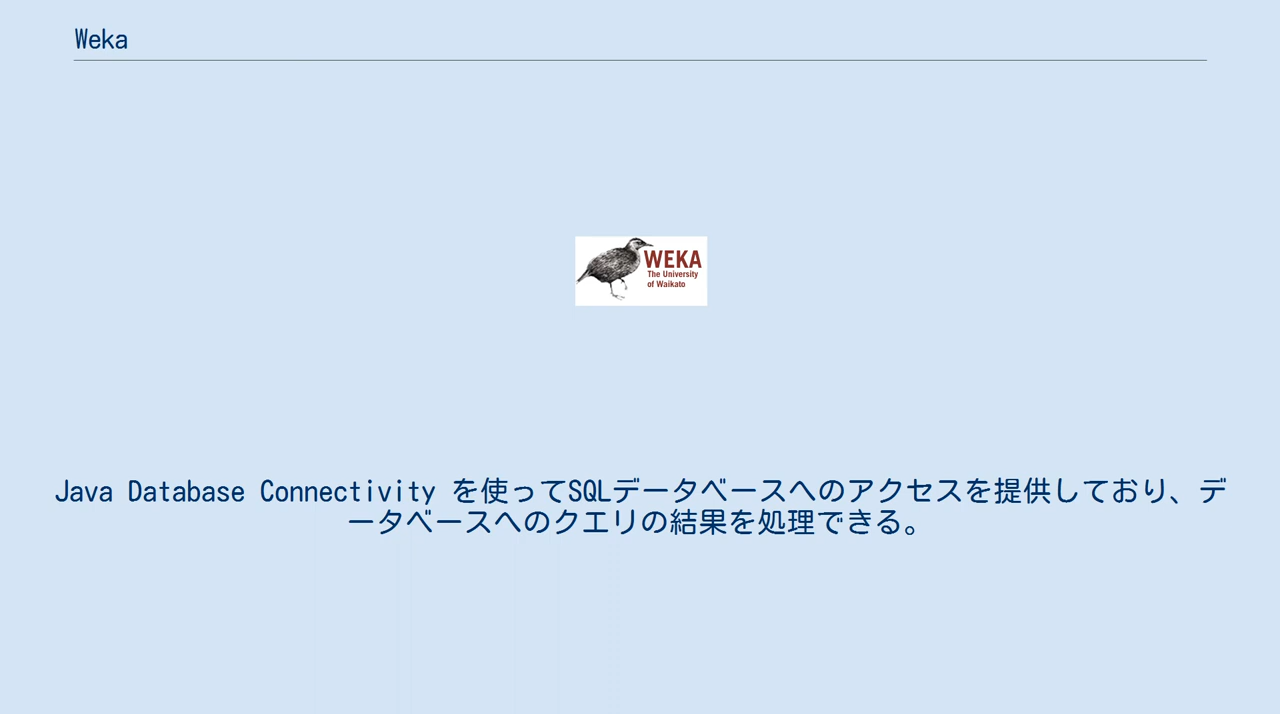 Weka
WEKA
The University
of Waikato
Java Database Connectivity を使ってSQLデータベースへのアクセスを提供しており、デ
ータベースへのクエリの結果を処理できる。